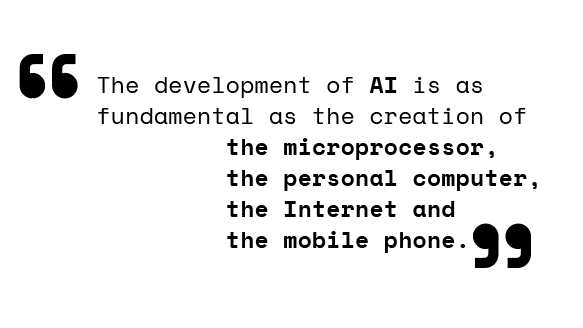 “ The development of AI is as
fundamental as the creation of
the microprocessor,
the personal computer,
the Internet and
the mobile phone. ”